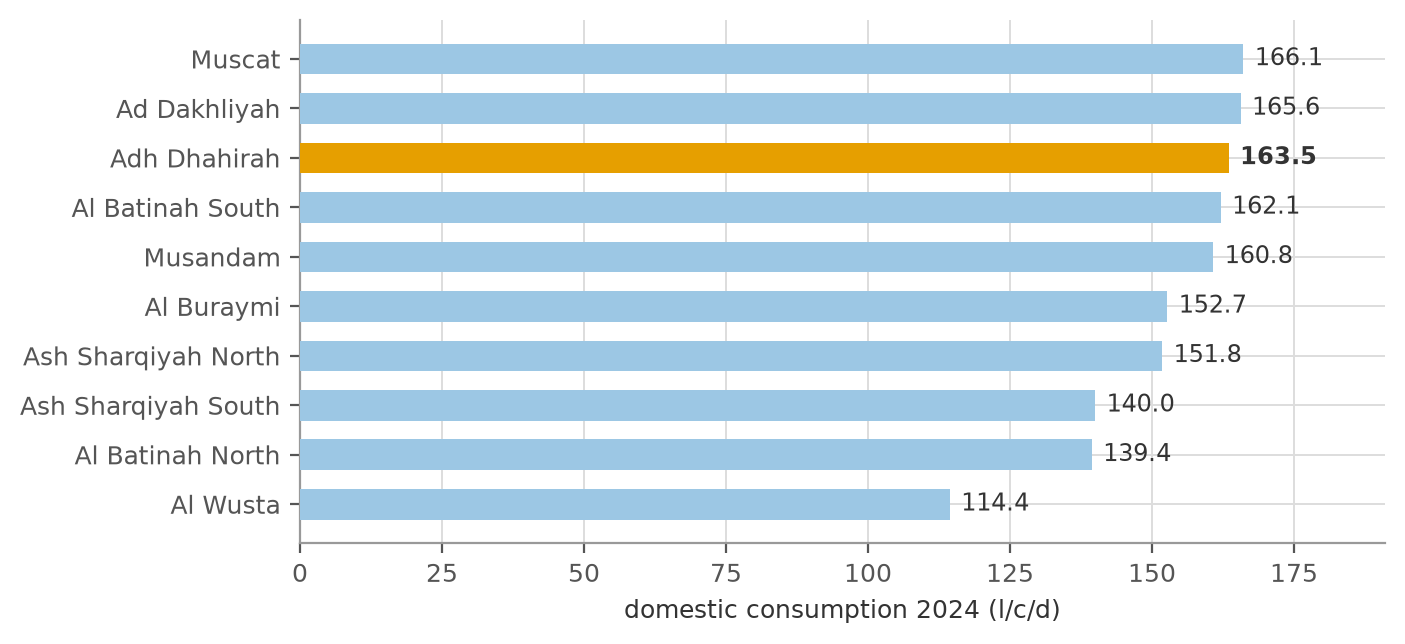 Muscat 166.1
Ad Dakhliyah 165.6
Adh Dhahirah 163.5
Al Batinah South 162.1
Musandam 160.8
Al Buraymi 152.7
Ash Sharqiyah North 151.8
Ash Sharqiyah South 140.0
Al Batinah North 139.4
Al Wusta 114.4
0 25 50 75 100 125 150 175
domestic consumption 2024 (l/c/d)